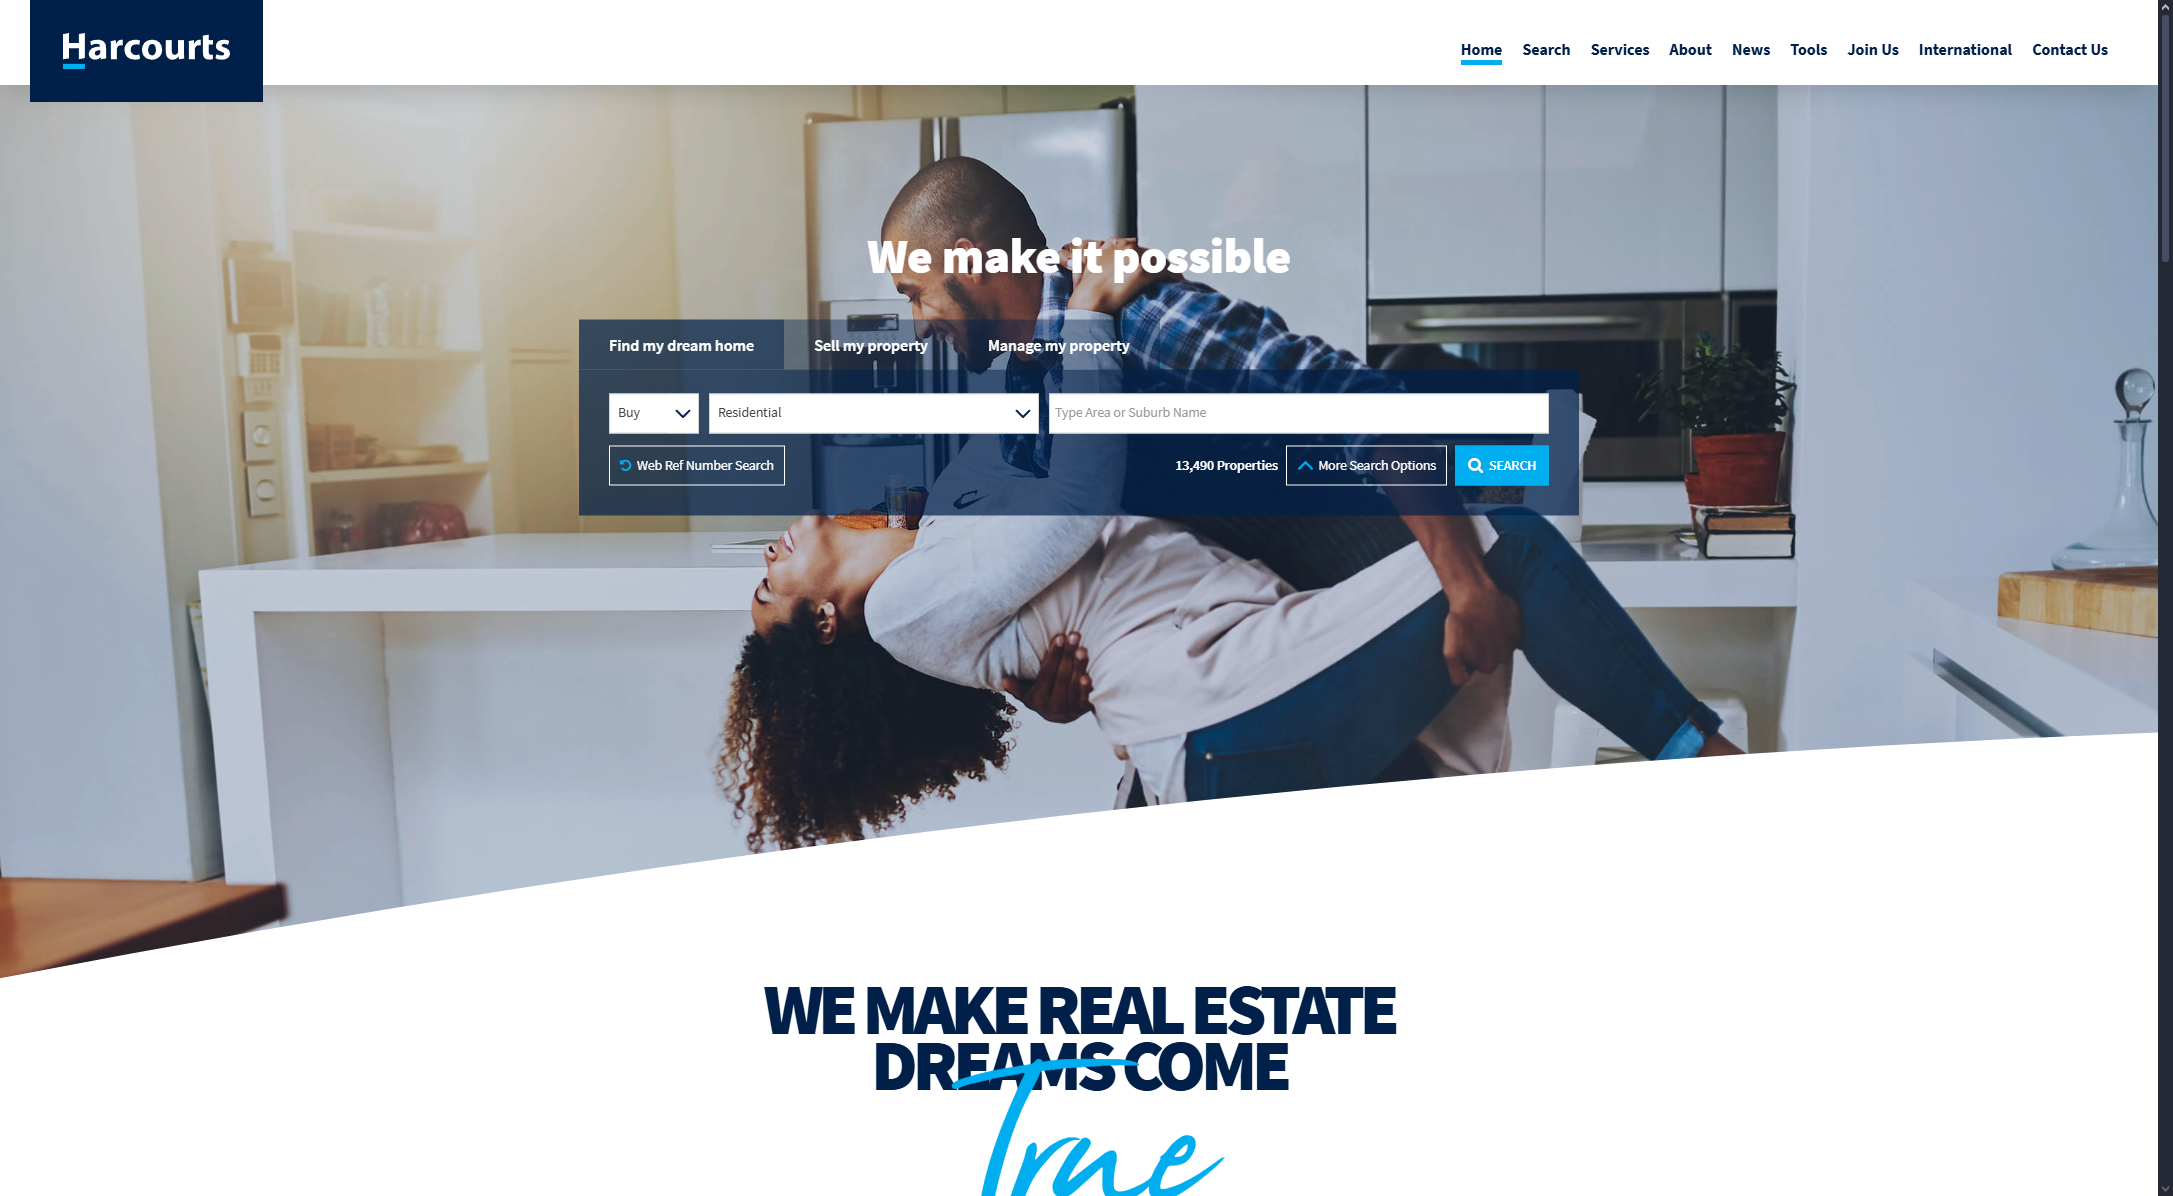 Harcourts
Home Search Services About News Tools Join Us International Contact Us
We make it possible
Find my dream home Sell my property Manage my property
Buy Residential Type Area or Suburb Name
Web Ref Number Search 13,490 Properties More Search Options SEARCH
WE MAKE REAL ESTATE
DREAMS COME
True